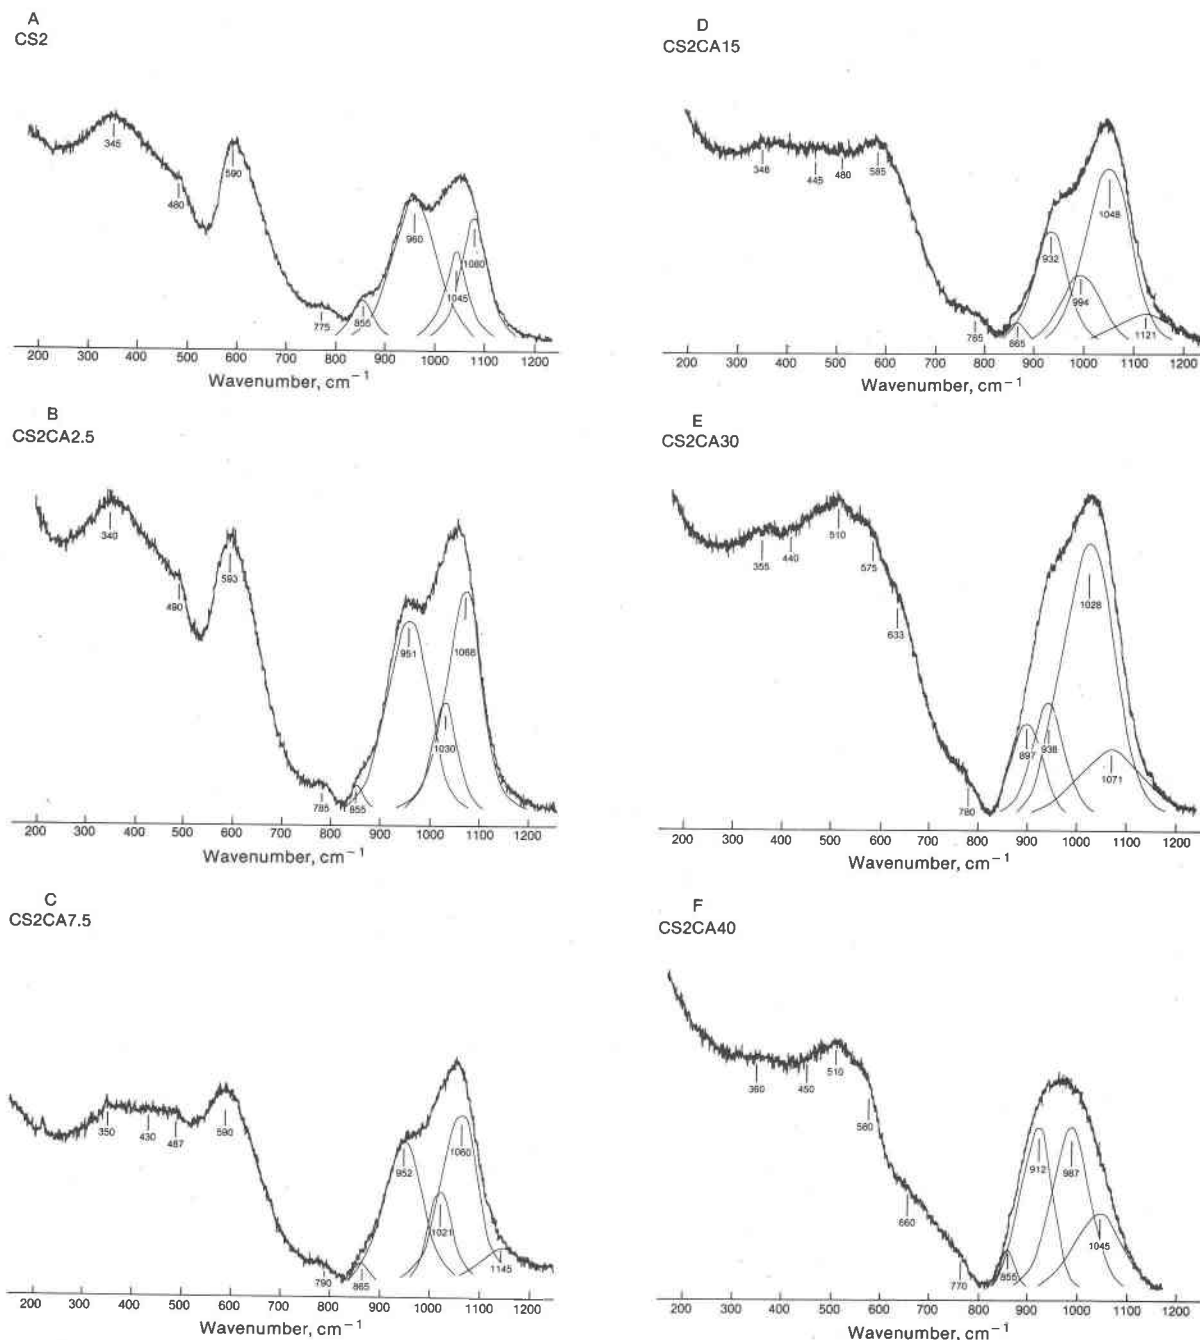 A
CS2
345
480
590
775
855
960
1045
1080
200 300 400 500 600 700 800 900 1000 1100 1200
Wavenumber, cm−1
B
CS2CA2.5
340
490
593
785
855
951
1030
1068
200 300 400 500 600 700 800 900 1000 1100 1200
Wavenumber, cm−1
C
CS2CA7.5
350
430
487
590
790
865
952
1021
1060
1145
200 300 400 500 600 700 800 900 1000 1100 1200
Wavenumber, cm−1
D
CS2CA15
346
445
480
585
765
865
932
994
1048
1121
200 300 400 500 600 700 800 900 1000 1100 1200
Wavenumber, cm−1
E
CS2CA30
355
440
510
575
633
780
897
938
1028
1071
200 300 400 500 600 700 800 900 1000 1100 1200
Wavenumber, cm−1
F
CS2CA40
360
450
510
580
660
770
855
912
987
1045
200 300 400 500 600 700 800 900 1000 1100 1200
Wavenumber, cm−1